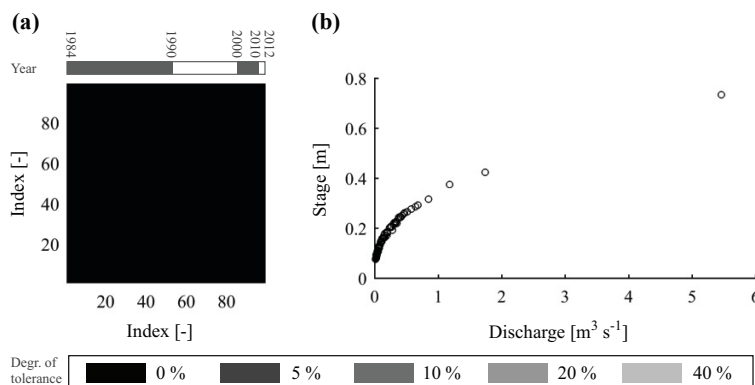 (a)
(b)
1984 1990 2000 2010 2012
Year
Index [-]
80
60
40
20
20 40 60 80
Index [-]
Stage [m]
0.8
0.6
0.4
0.2
0
0 1 2 3 4 5 6
Discharge [m³ s⁻¹]
Degr. of
tolerance
0 % 5 % 10 % 20 % 40 %